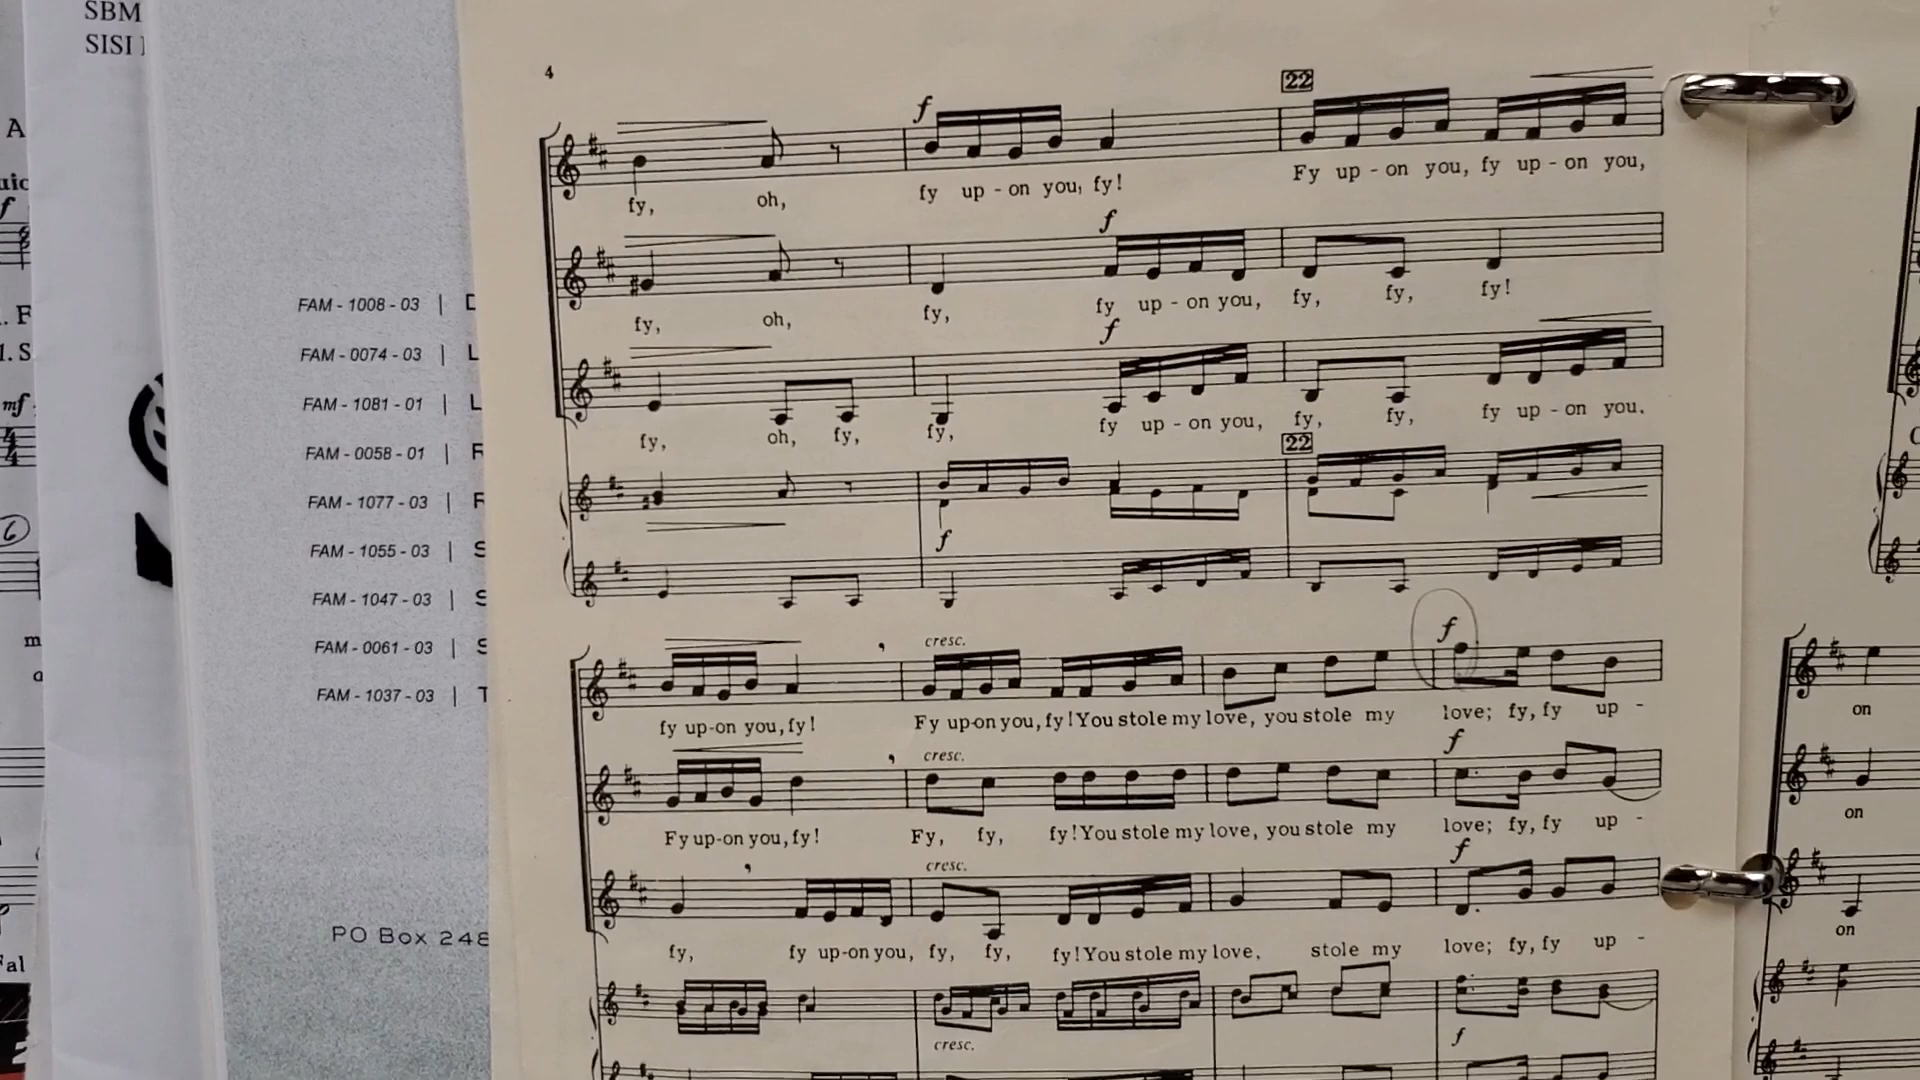 SBM
SISI
FAM - 1008 - 03 |
FAM - 0074 - 03 | L
FAM - 1081 - 01 | L
FAM - 0058 - 01 |
FAM - 1077 - 03 |
FAM - 1055 - 03 | S
FAM - 1047 - 03 | S
FAM - 0061 - 03 | S
FAM - 1037 - 03 | T
PO Box 248
mf
4
f
22
fy, oh, fy up - on you, fy! Fy up - on you, fy up - on you,
f
fy, oh, fy, fy up - on you, fy, fy, fy!
f
fy, oh, fy, fy, fy up - on you, fy, fy, fy up - on you.
22
f
cresc.
f
fy up-on you, fy! Fy up-on you, fy! You stole my love, you stole my love; fy, fy up -
cresc.
f
Fy up-on you, fy! Fy, fy, fy! You stole my love, you stole my love; fy, fy up -
cresc.
f
fy, fy up-on you, fy, fy, fy! You stole my love, stole my love; fy, fy up -
cresc.
f
on
on
on